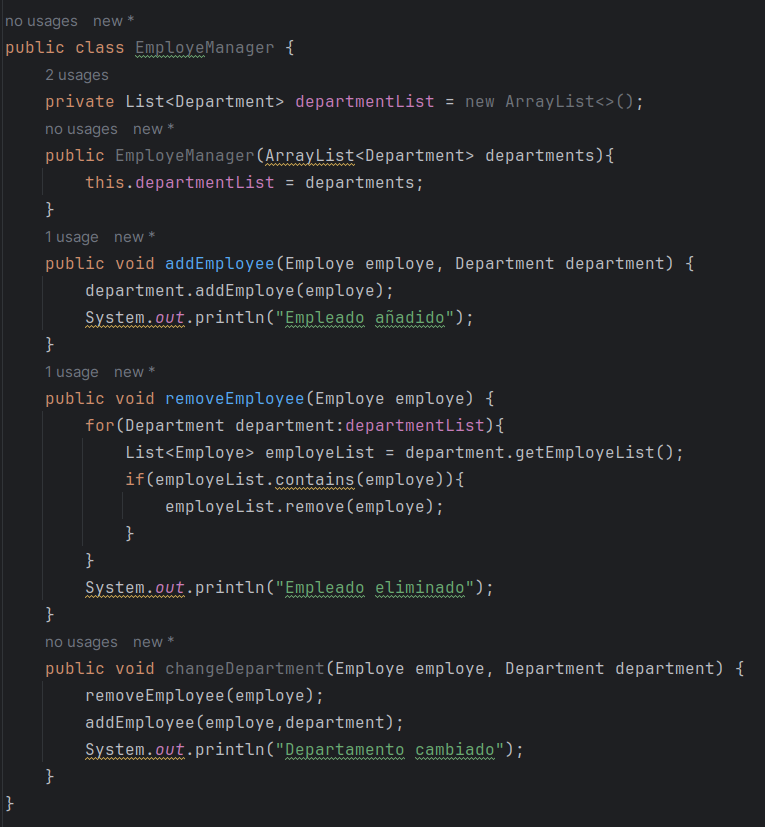 no usages   new *
public class EmployeManager {
2 usages
private List<Department> departmentList = new ArrayList<>();
no usages   new *
public EmployeManager(ArrayList<Department> departments){
this.departmentList = departments;
}
1 usage   new *
public void addEmployee(Employe employe, Department department) {
department.addEmploye(employe);
System.out.println("Empleado añadido");
}
1 usage   new *
public void removeEmployee(Employe employe) {
for(Department department:departmentList){
List<Employe> employeList = department.getEmployeList();
if(employeList.contains(employe)){
employeList.remove(employe);
}
}
System.out.println("Empleado eliminado");
}
no usages   new *
public void changeDepartment(Employe employe, Department department) {
removeEmployee(employe);
addEmployee(employe,department);
System.out.println("Departamento cambiado");
}
}